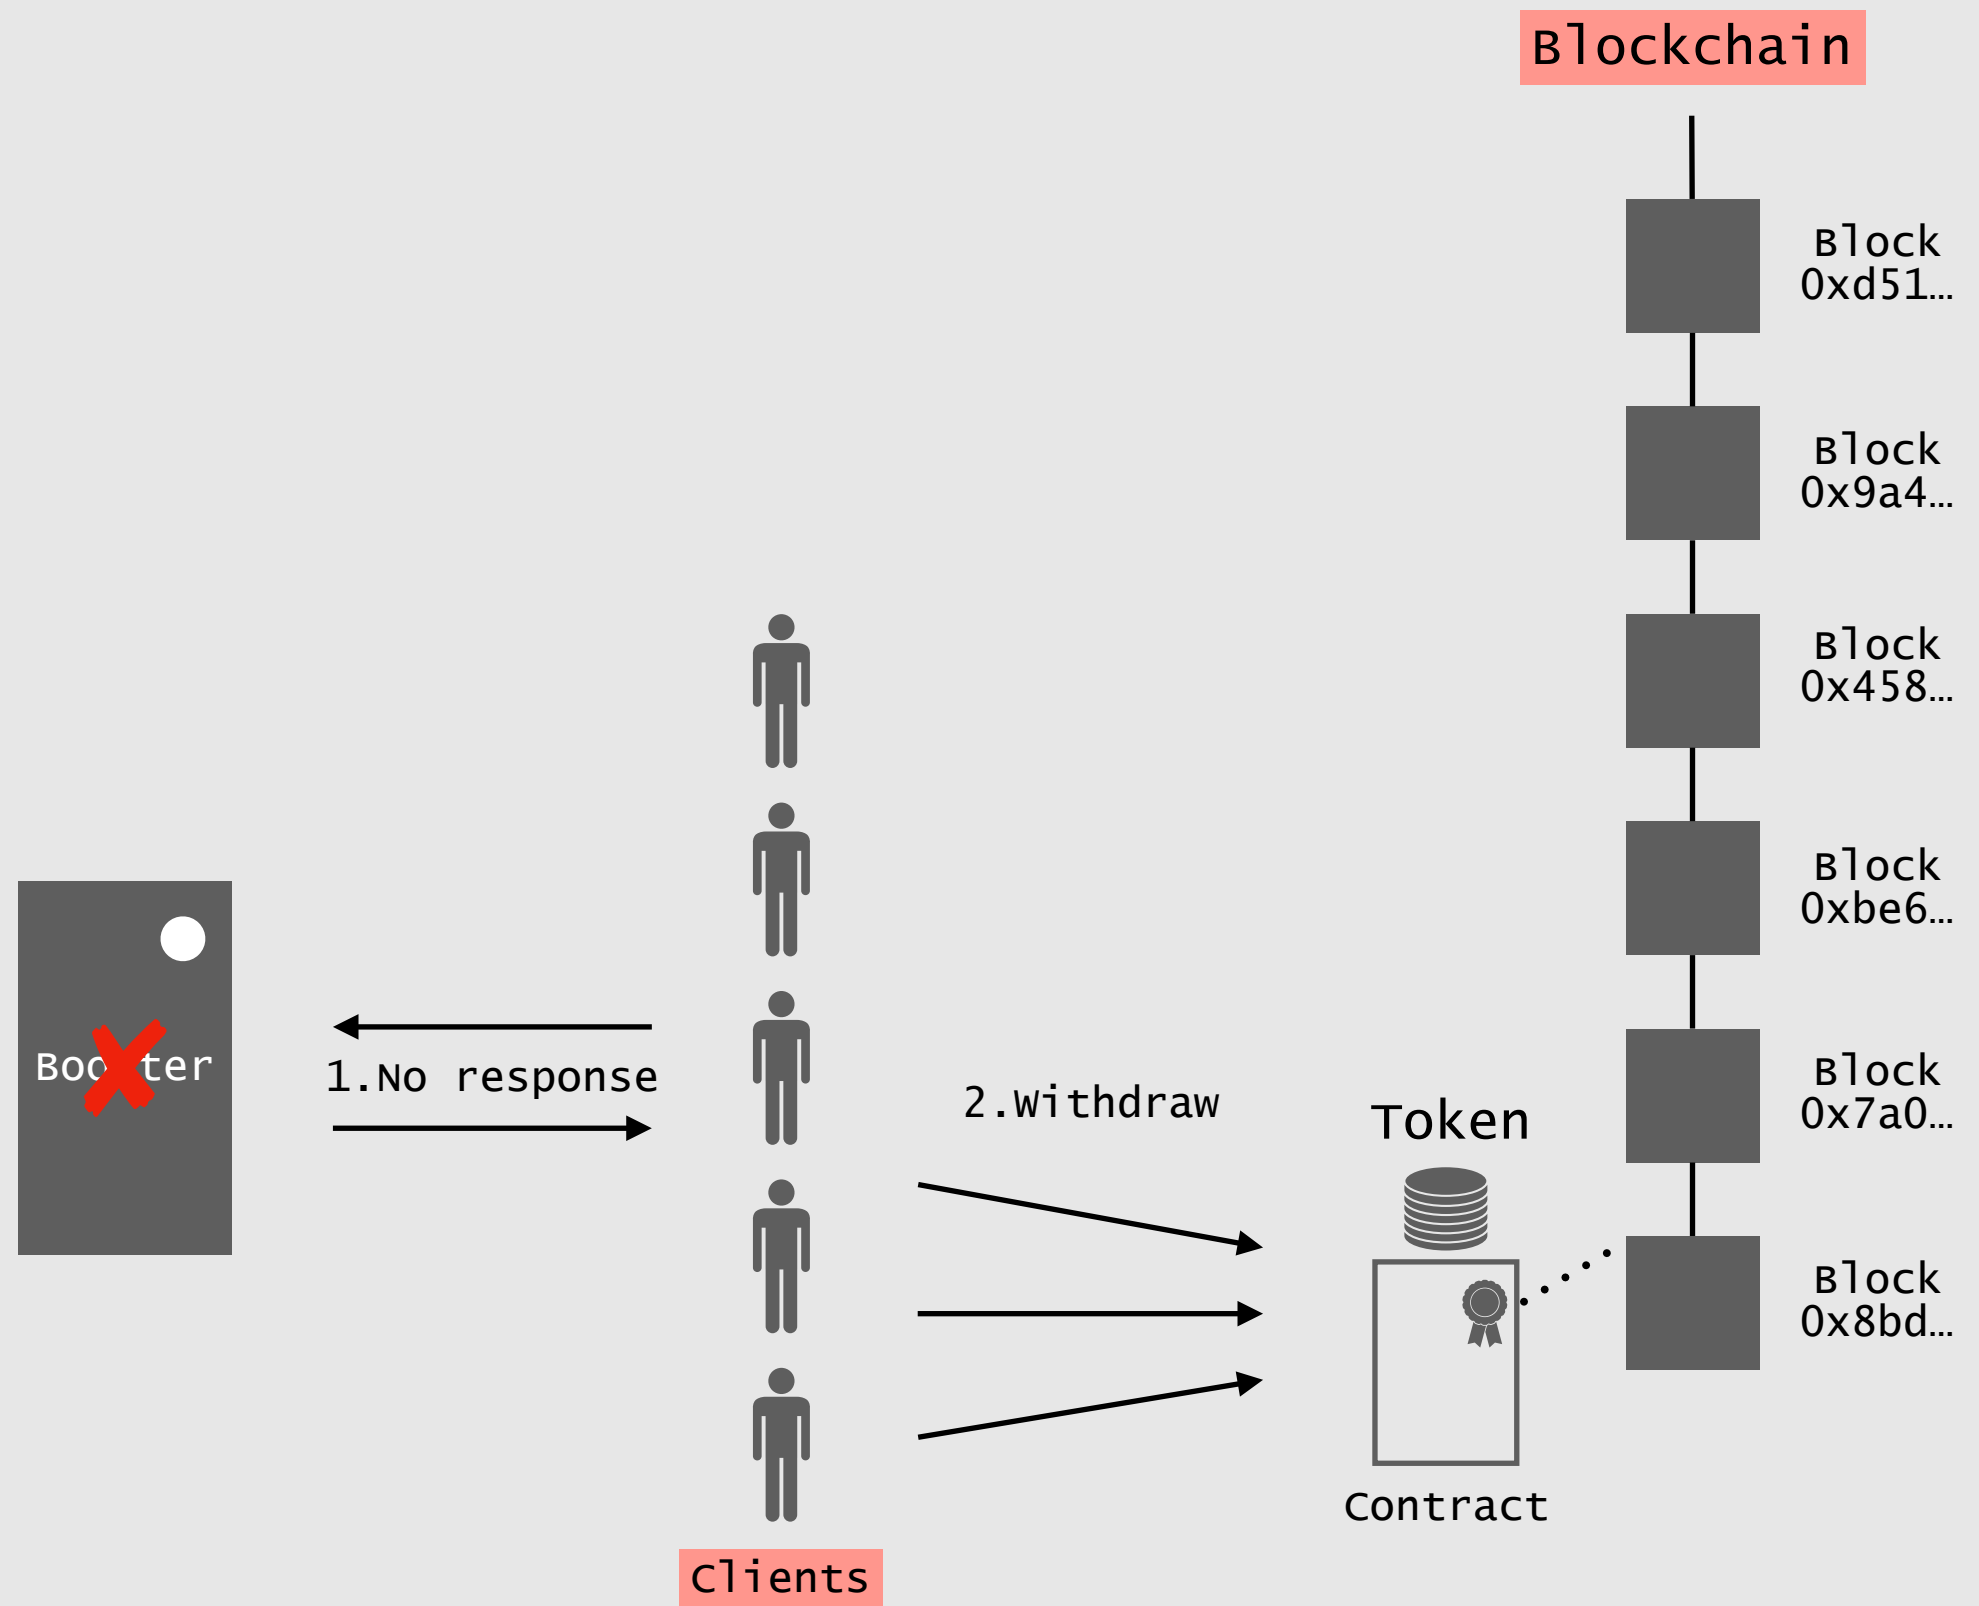 Blockchain
Block
0xd51…
Block
0x9a4…
Block
0x458…
Block
0xbe6…
Booster
1.No response
2.Withdraw
Token
Block
0x7a0…
Block
0x8bd…
Contract
Clients